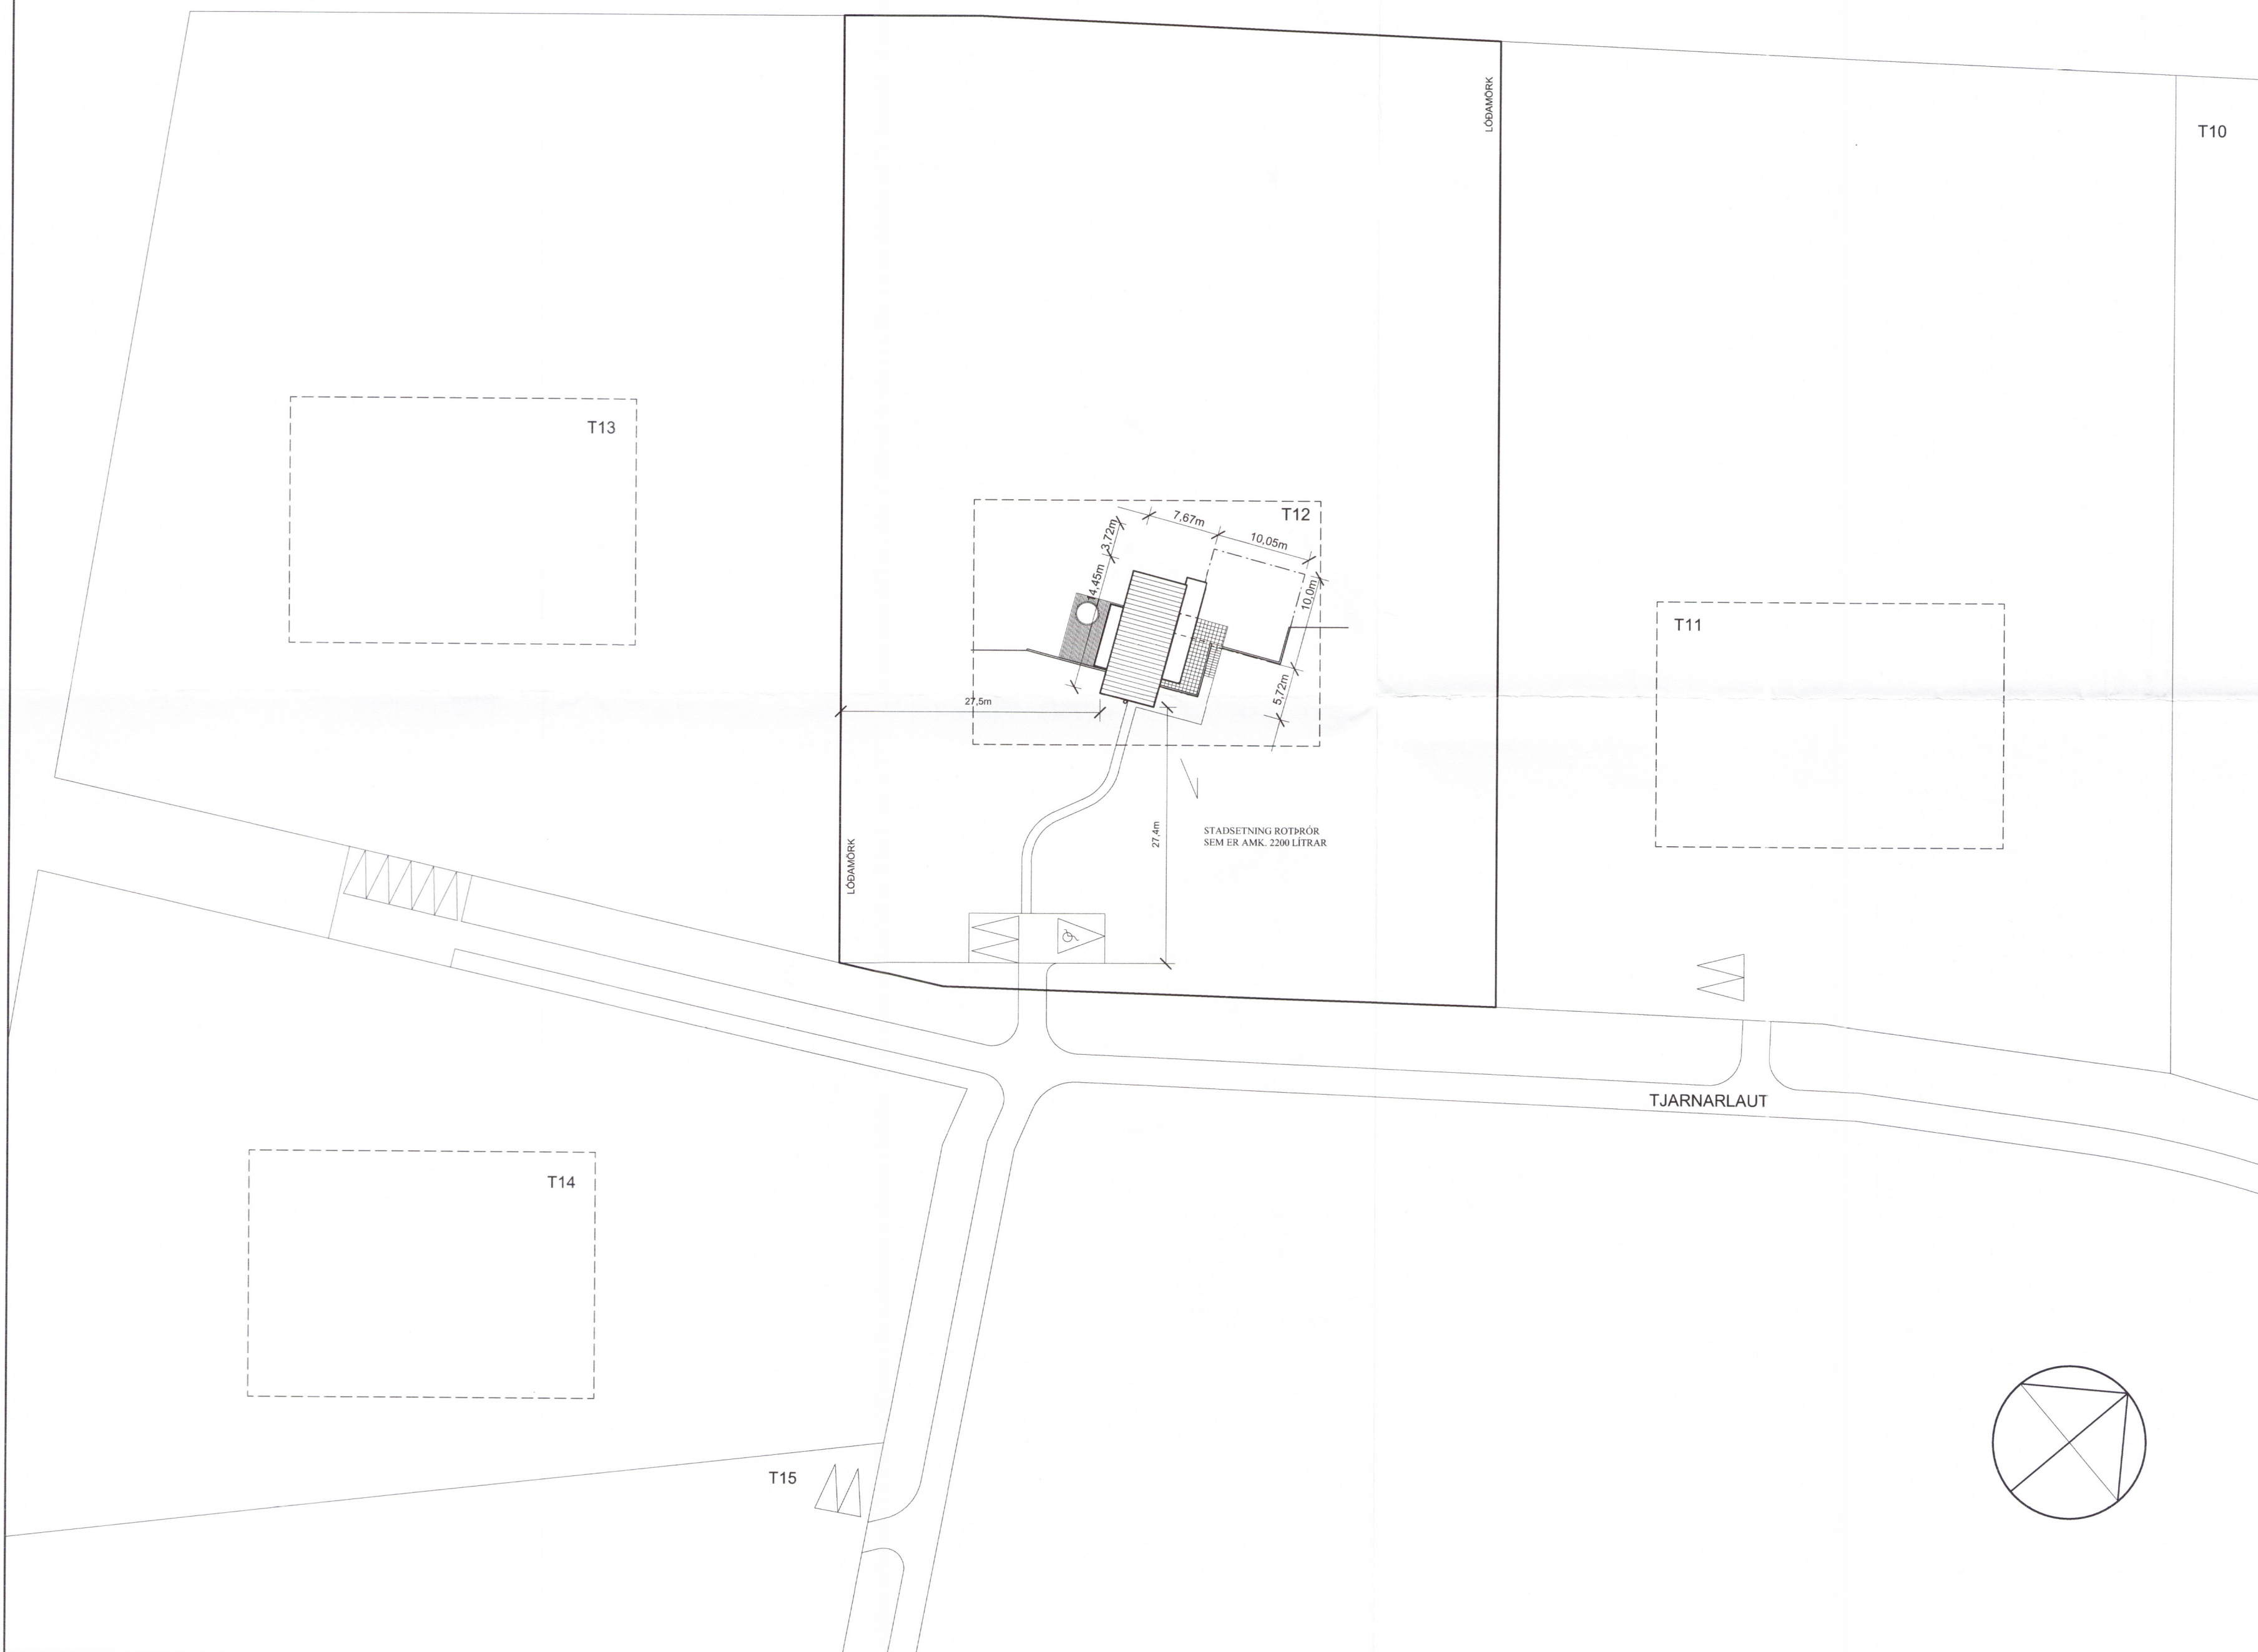 LÓÐAMÖRK
T10
T13
T12
7,67m
10,05m
3,72m
14,45m
10,0m
T11
5,72m
27,5m
27,4m
STADSETNING ROTÞRÓR
SEM ER AMK. 2200 LÍTRAR
LÓÐAMÖRK
TJARNARLAUT
T14
T15